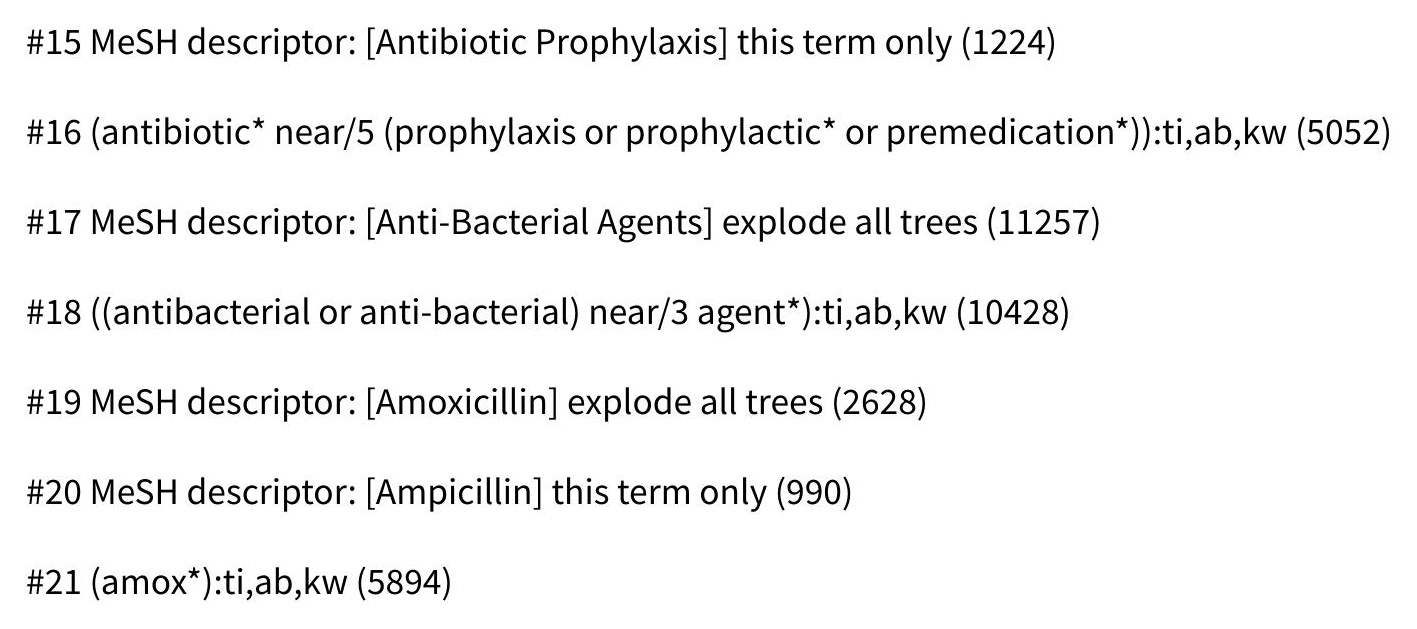 #15 MeSH descriptor: [Antibiotic Prophylaxis] this term only (1224)
#16 (antibiotic* near/5 (prophylaxis or prophylactic* or premedication*)):ti,ab,kw (5052)
#17 MeSH descriptor: [Anti-Bacterial Agents] explode all trees (11257)
#18 ((antibacterial or anti-bacterial) near/3 agent*):ti,ab,kw (10428)
#19 MeSH descriptor: [Amoxicillin] explode all trees (2628)
#20 MeSH descriptor: [Ampicillin] this term only (990)
#21 (amox*):ti,ab,kw (5894)